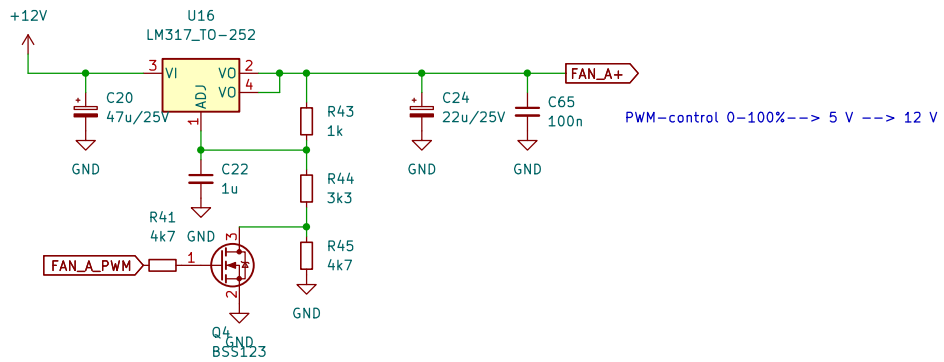 +12V
U16
LM317_TO-252
3
VI
VO
2
VO
4
ADJ
1
FAN_A+
C20
47u/25V
GND
R43
1k
C24
22u/25V
GND
C65
100n
GND
PWM-control 0-100%--> 5 V --> 12 V
C22
1u
GND
R44
3k3
R41
4k7
FAN_A_PWM
1
3
2
R45
4k7
GND
Q4
GND
BSS123